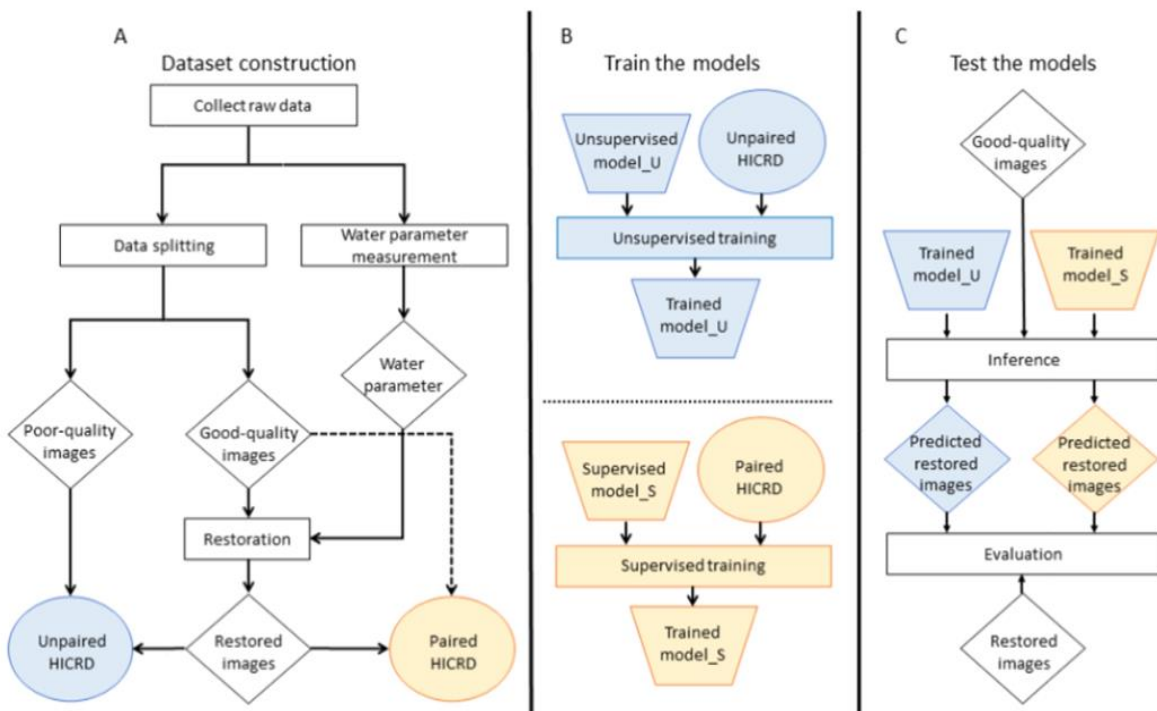 A
Dataset construction
Collect raw data
Data splitting
Water parameter
measurement
Water
parameter
Poor-quality
images
Good-quality
images
Restoration
Unpaired
HICRD
Restored
images
Paired
HICRD
B
Train the models
Unsupervised
model_U
Unpaired
HICRD
Unsupervised training
Trained
model_U
Supervised
model_S
Paired
HICRD
Supervised training
Trained
model_S
C
Test the models
Good-quality
images
Trained
model_U
Trained
model_S
Inference
Predicted
restored
images
Predicted
restored
images
Evaluation
Restored
images